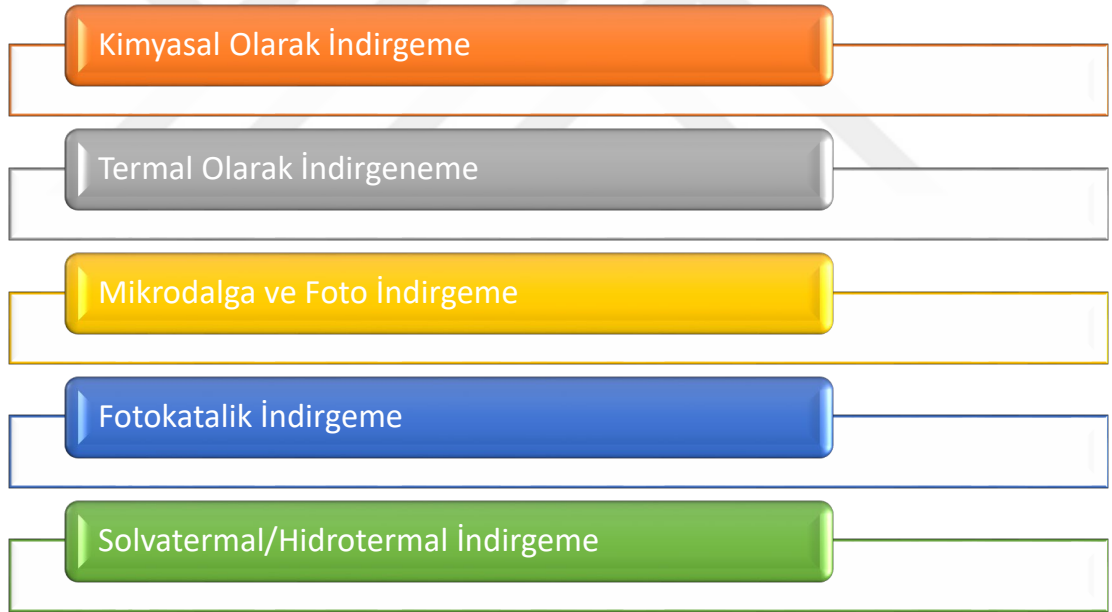 Kimyasal Olarak İndirgeme
Termal Olarak İndirgeneme
Mikrodalga ve Foto İndirgeme
Fotokatalik İndirgeme
Solvatermal/Hidrotermal İndirgeme